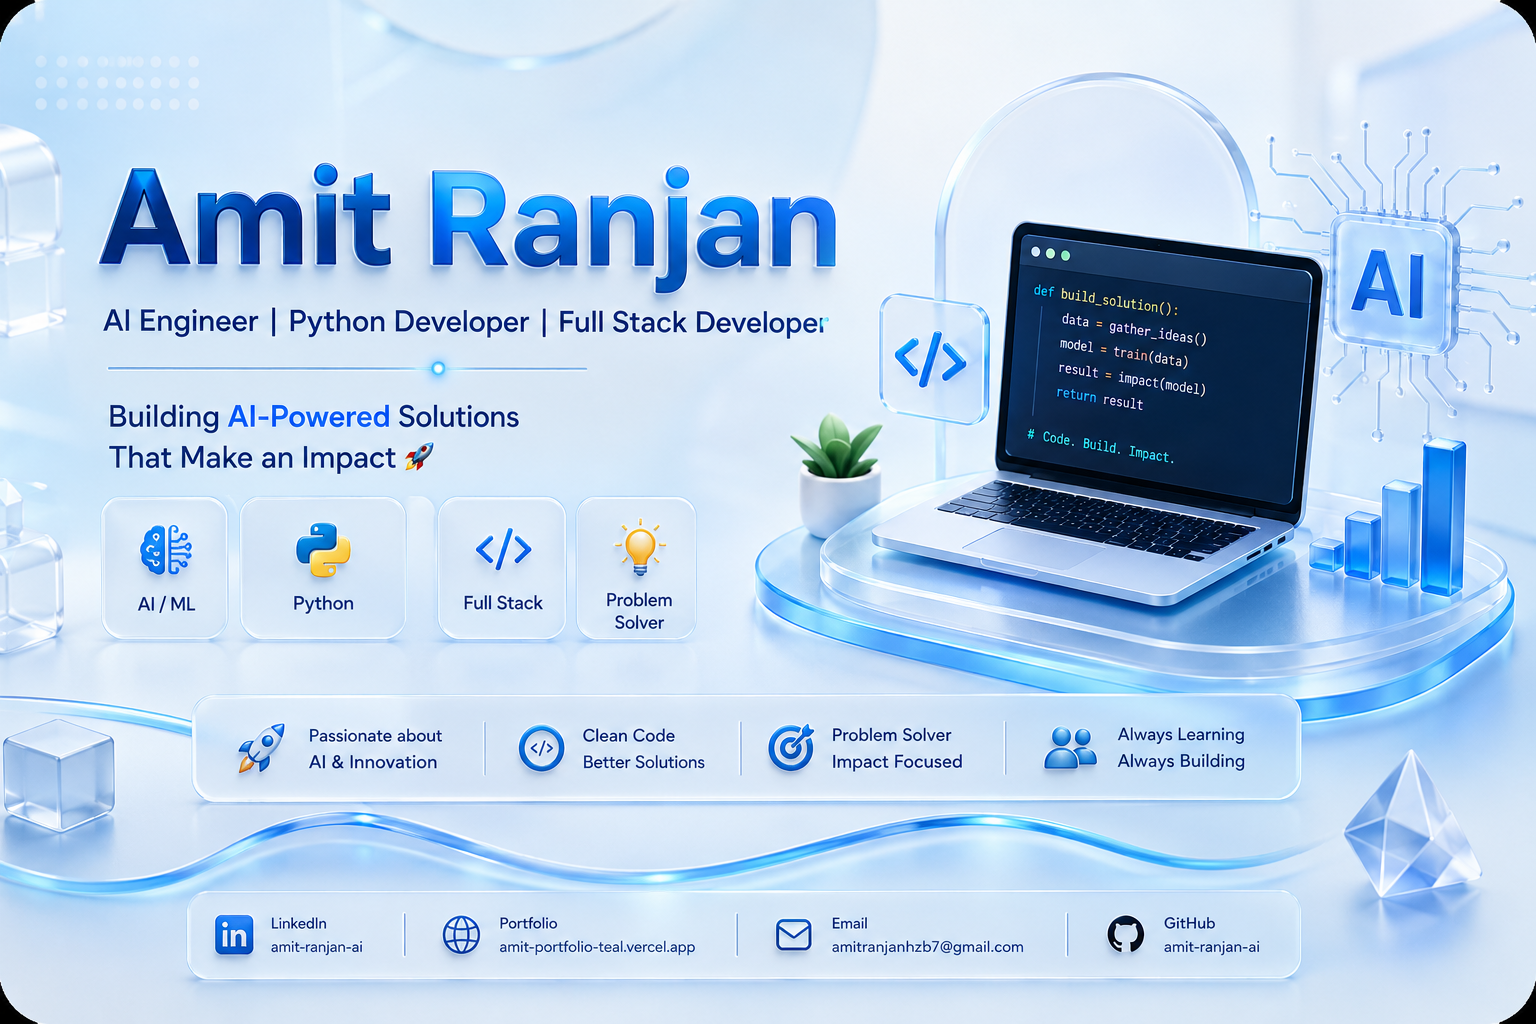 Amit Ranjan
AI Engineer | Python Developer | Full Stack Developer
Building AI-Powered Solutions
That Make an Impact 🚀
AI / ML
Python
Full Stack
Problem
Solver
</>
def build_solution():
data = gather_ideas()
model = train(data)
result = impact(model)
return result
# Code. Build. Impact.
AI
Passionate about
AI & Innovation
</>
Clean Code
Better Solutions
Problem Solver
Impact Focused
Always Learning
Always Building
in
LinkedIn
amit-ranjan-ai
Portfolio
amit-portfolio-teal.vercel.app
Email
amitranjanhzb7@gmail.com
GitHub
amit-ranjan-ai